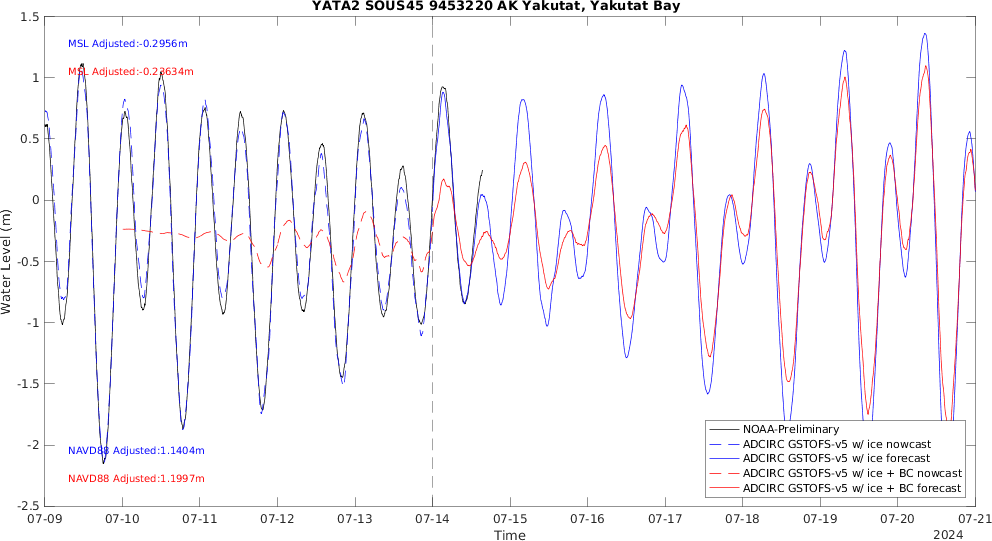 YATA2 SOUS45 9453220 AK Yakutat, Yakutat Bay
1.5
1
0.5
0
-0.5
-1
-1.5
-2
-2.5
Water Level (m)
MSL Adjusted:-0.2956m
MSL Adjusted:-0.23634m
NAVD88 Adjusted:1.1404m
NAVD88 Adjusted:1.1997m
NOAA-Preliminary
ADCIRC GSTOFS-v5 w/ ice nowcast
ADCIRC GSTOFS-v5 w/ ice forecast
ADCIRC GSTOFS-v5 w/ ice + BC nowcast
ADCIRC GSTOFS-v5 w/ ice + BC forecast
07-09 07-10 07-11 07-12 07-13 07-14 07-15 07-16 07-17 07-18 07-19 07-20 07-21
Time
2024